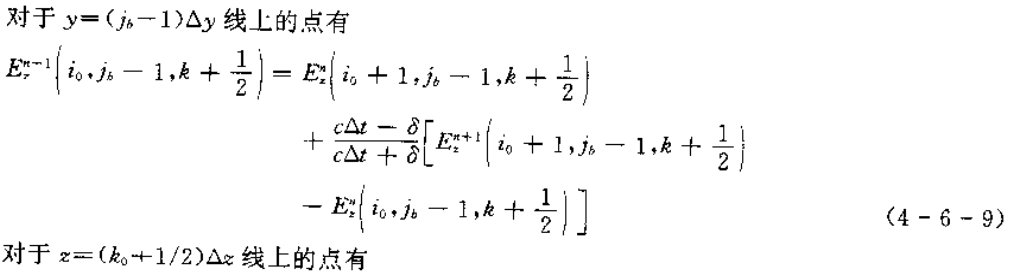 对于 y=(j_b−1)Δy 线上的点有
E_z^{n+1}(i_0,j_b−1,k+1/2)=E_z^n(i_0+1,j_b−1,k+1/2)
+(cΔt−δ)/(cΔt+δ)[E_z^{n+1}(i_0+1,j_b−1,k+1/2)
−E_z^n(i_0,j_b−1,k+1/2)] (4-6-9)
对于 z=(k_0+1/2)Δz 线上的点有